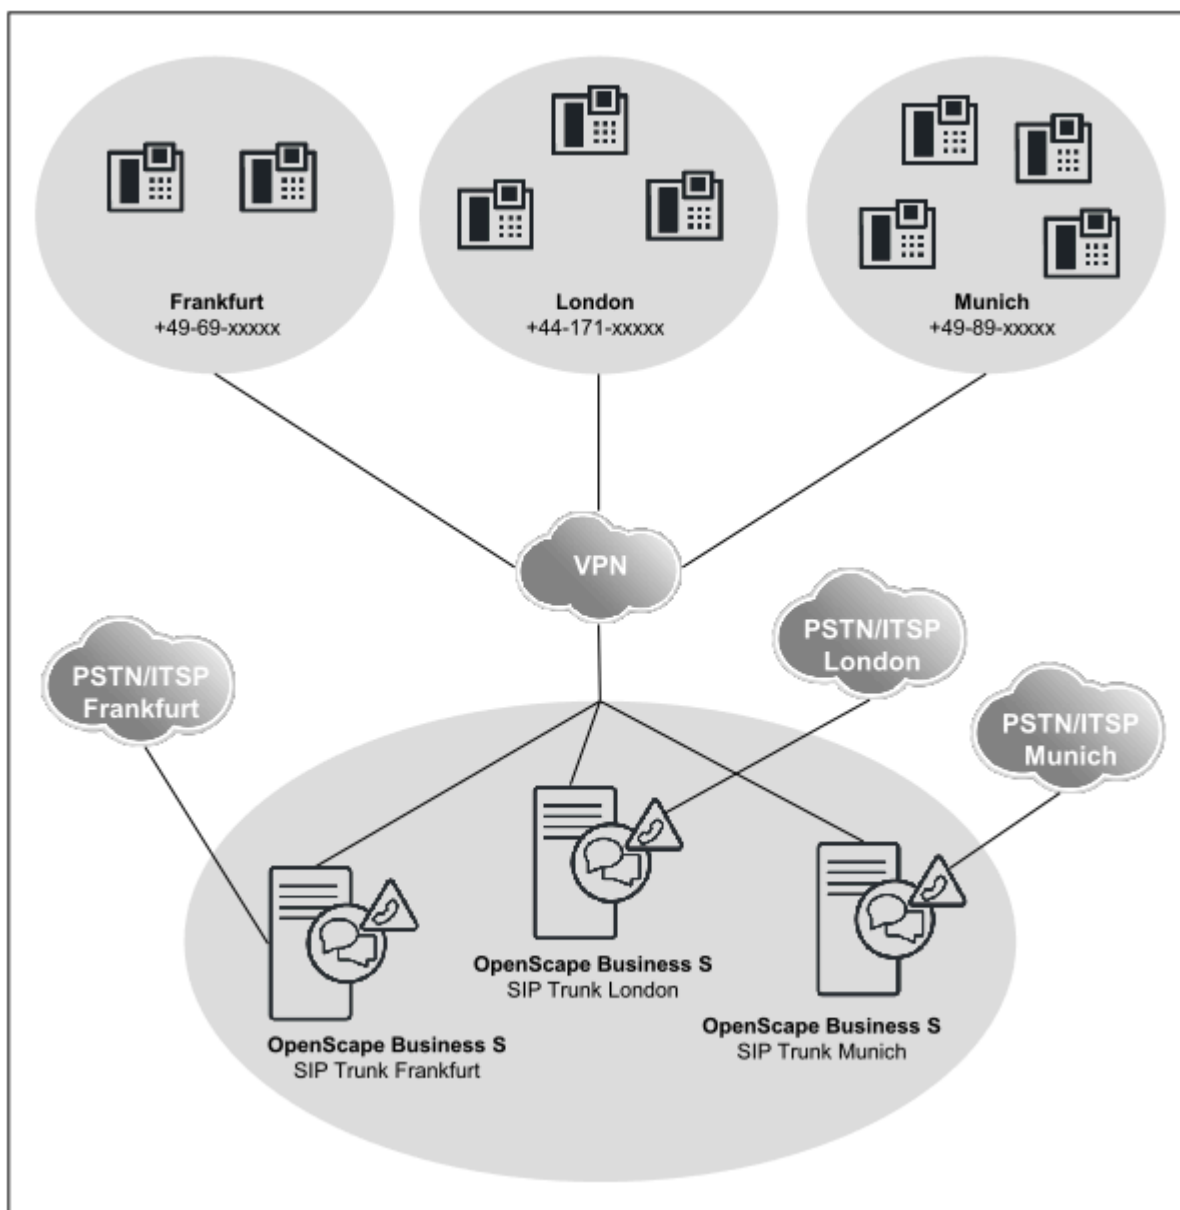 Frankfurt
+49-69-xxxxx
London
+44-171-xxxxx
Munich
+49-89-xxxxx
VPN
PSTN/ITSP
London
PSTN/ITSP
Frankfurt
PSTN/ITSP
Munich
OpenScape Business S
SIP Trunk London
OpenScape Business S
SIP Trunk Munich
OpenScape Business S
SIP Trunk Frankfurt